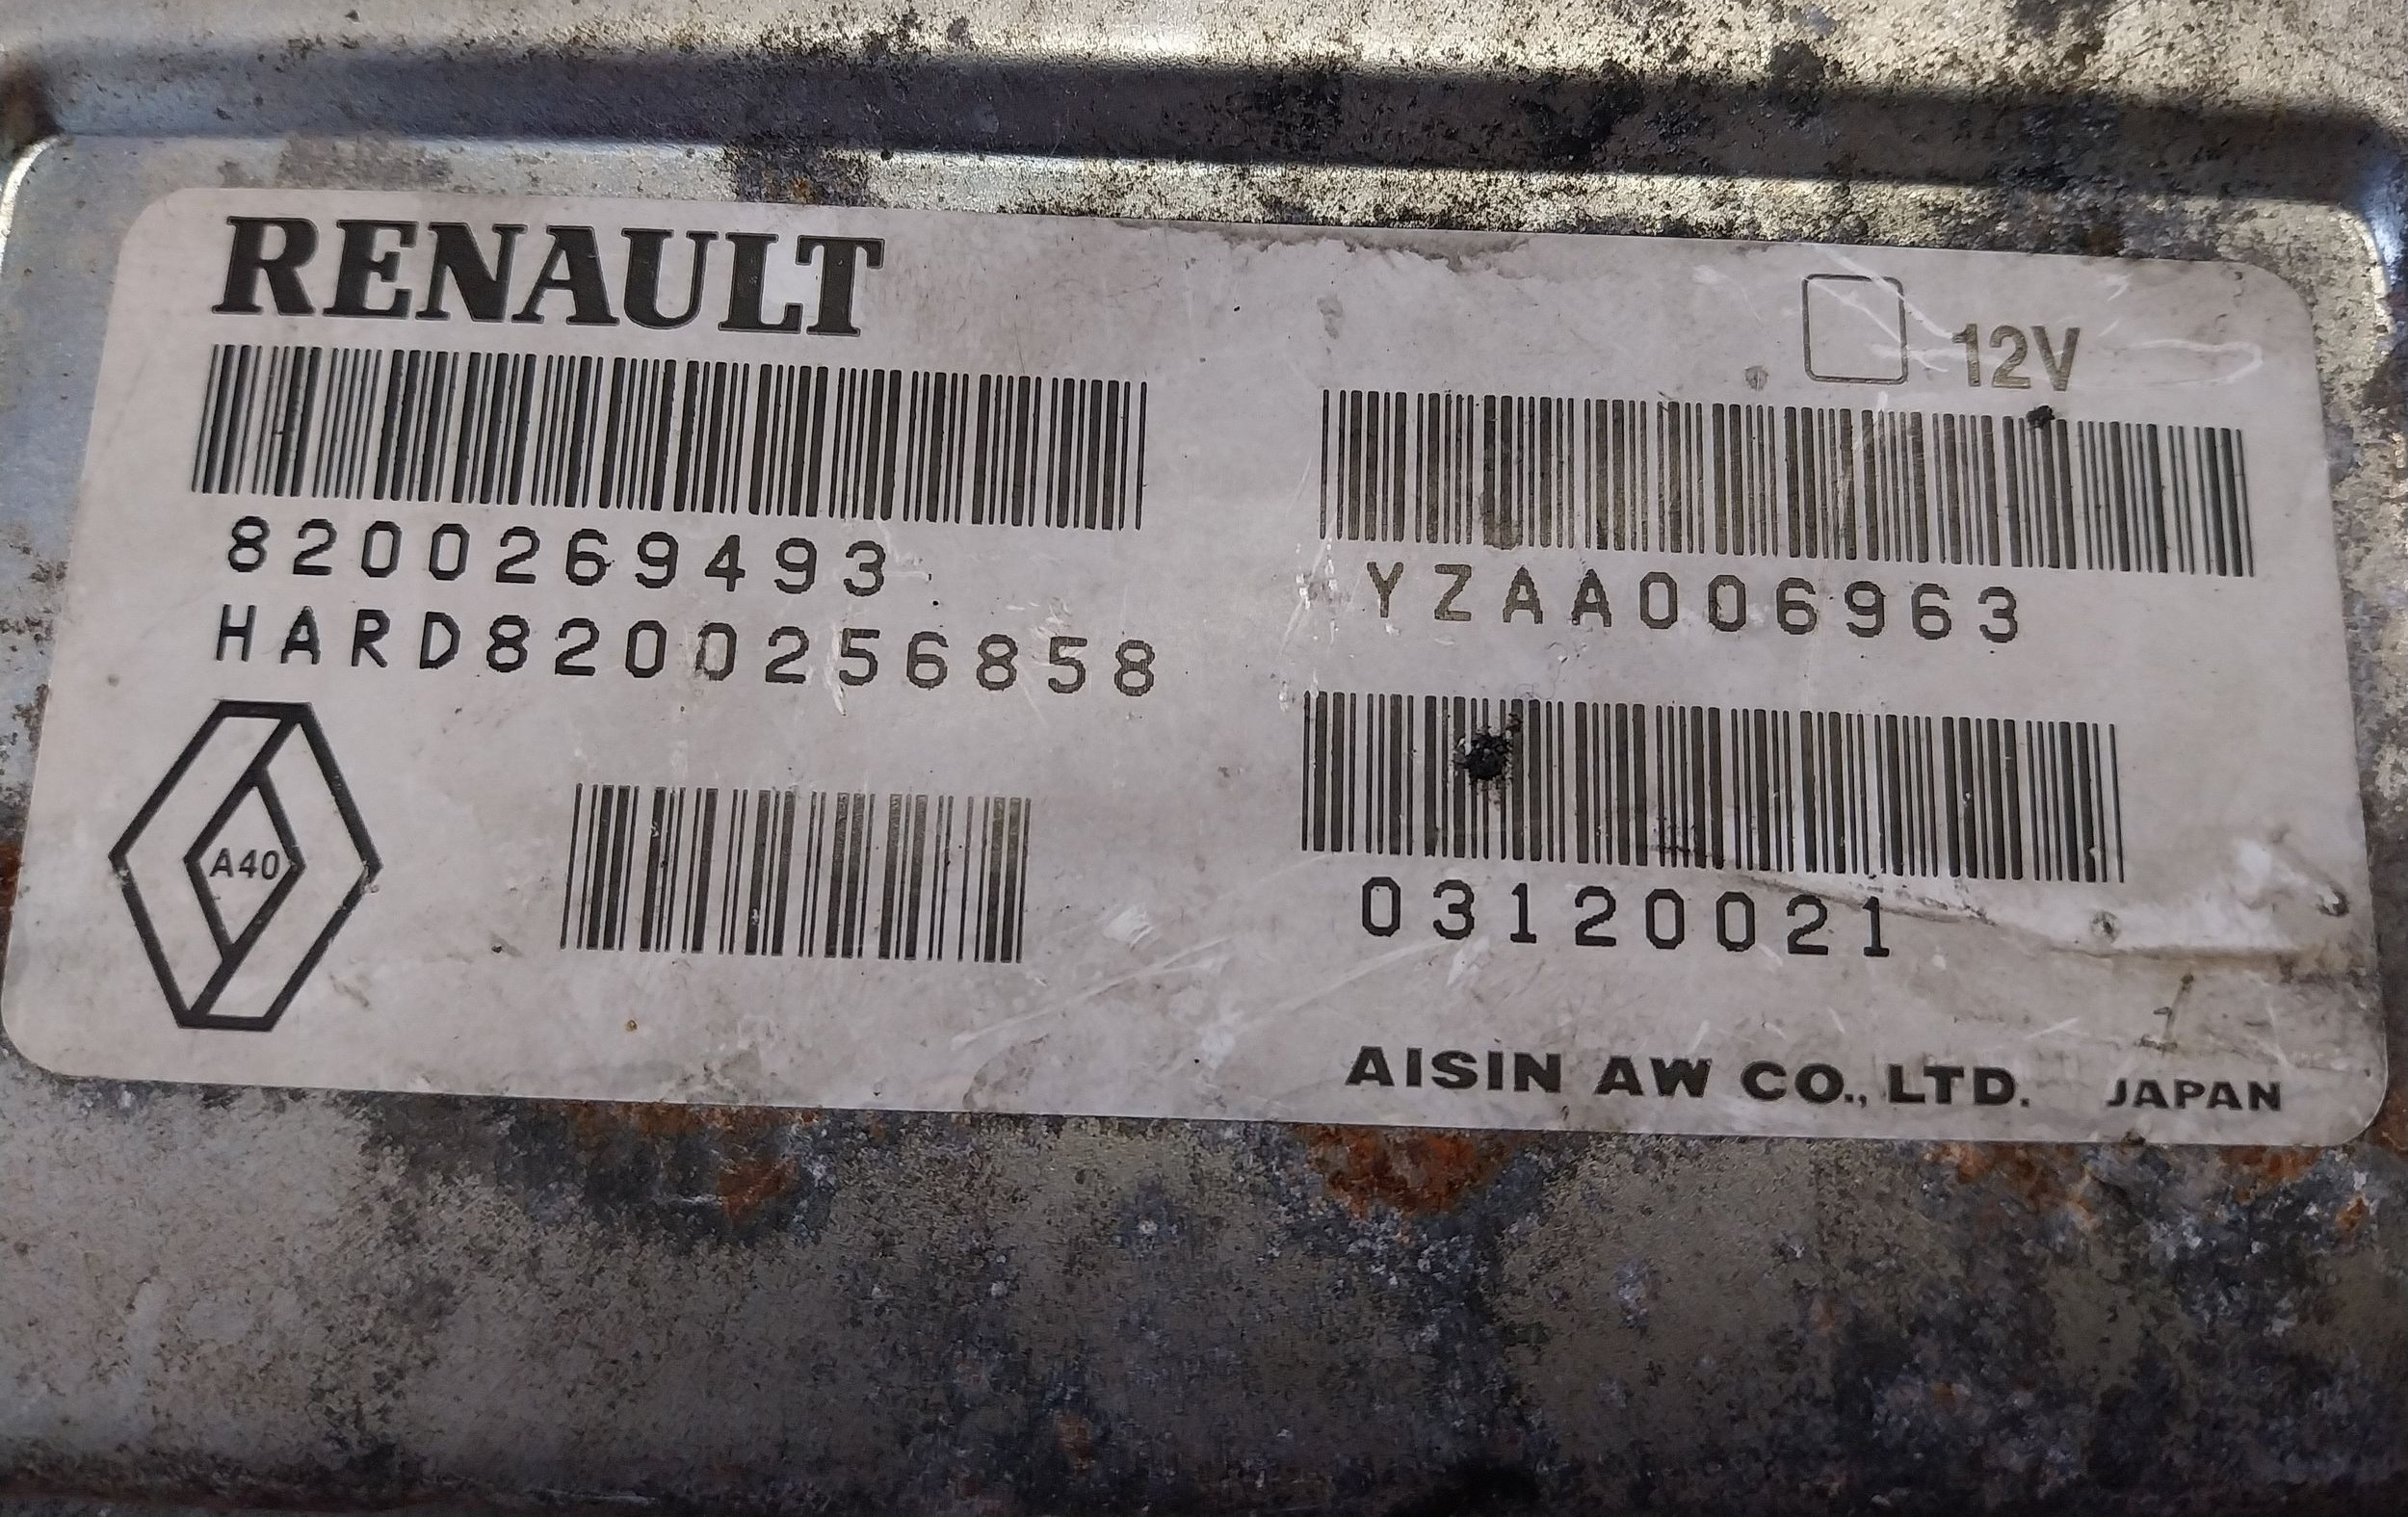 RENAULT
12V
8200269493
HARD8200256858
YZAA006963
A40
03120021
AISIN AW CO., LTD. JAPAN